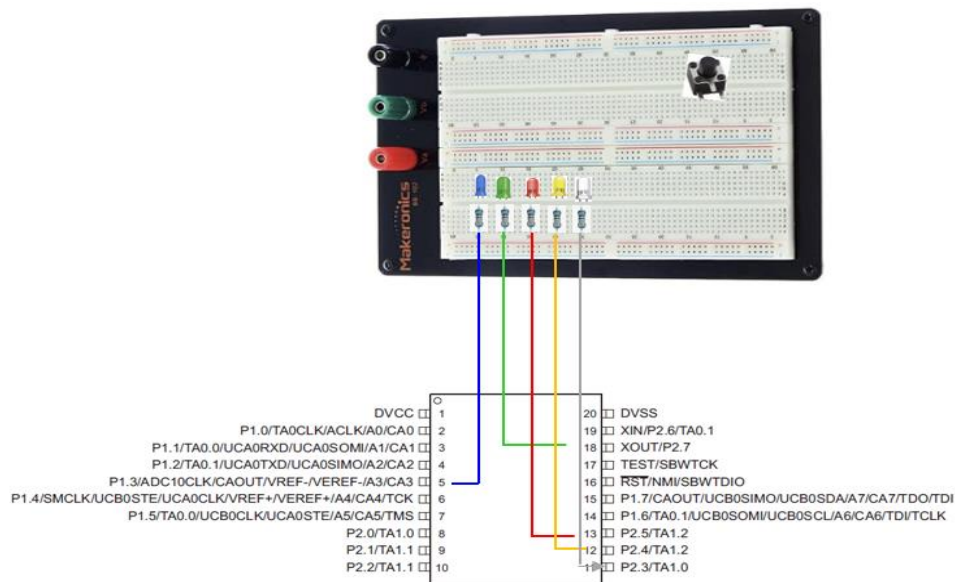 Makeronics
DVCC 1
P1.0/TA0CLK/ACLK/A0/CA0 2
P1.1/TA0.0/UCA0RXD/UCA0SOMI/A1/CA1 3
P1.2/TA0.1/UCA0TXD/UCA0SIMO/A2/CA2 4
P1.3/ADC10CLK/CAOUT/VREF-/VEREF-/A3/CA3 5
P1.4/SMCLK/UCB0STE/UCA0CLK/VREF+/VEREF+/A4/CA4/TCK 6
P1.5/TA0.0/UCB0CLK/UCA0STE/A5/CA5/TMS 7
P2.0/TA1.0 8
P2.1/TA1.1 9
P2.2/TA1.1 10
20 DVSS
19 XIN/P2.6/TA0.1
18 XOUT/P2.7
17 TEST/SBWTCK
16 RST/NMI/SBWTDIO
15 P1.7/CAOUT/UCB0SIMO/UCB0SDA/A7/CA7/TDO/TDI
14 P1.6/TA0.1/UCB0SOMI/UCB0SCL/A6/CA6/TDI/TCLK
13 P2.5/TA1.2
12 P2.4/TA1.2
P2.3/TA1.0